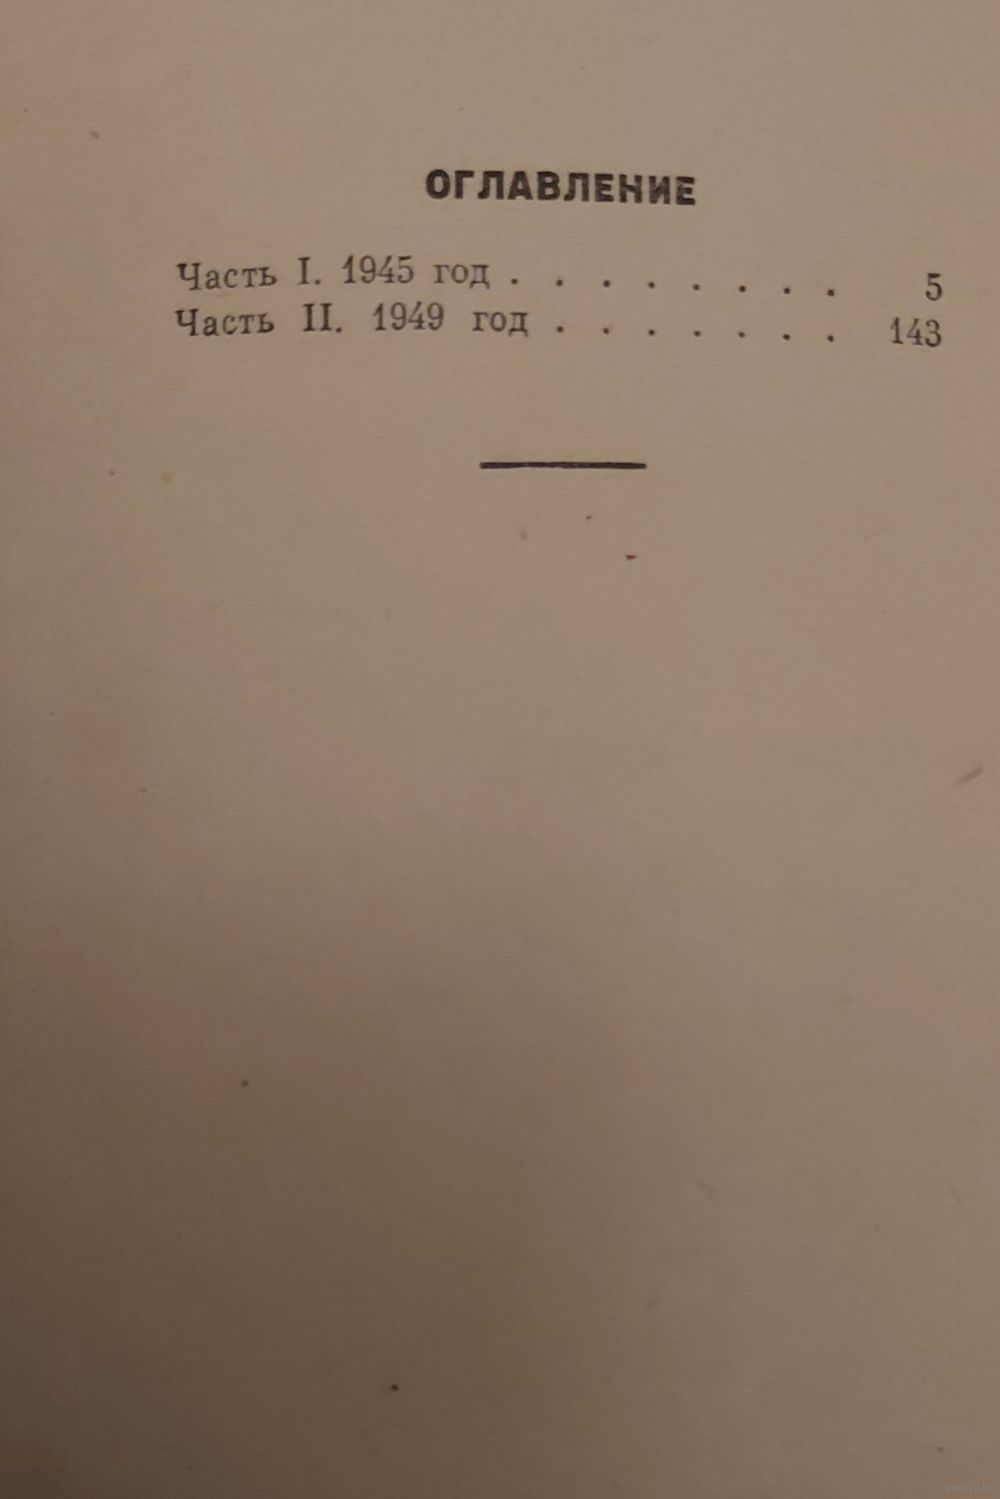 ОГЛАВЛЕНИЕ
Часть I. 1945 год . . . . . . . . 5
Часть II. 1949 год . . . . . . . 143